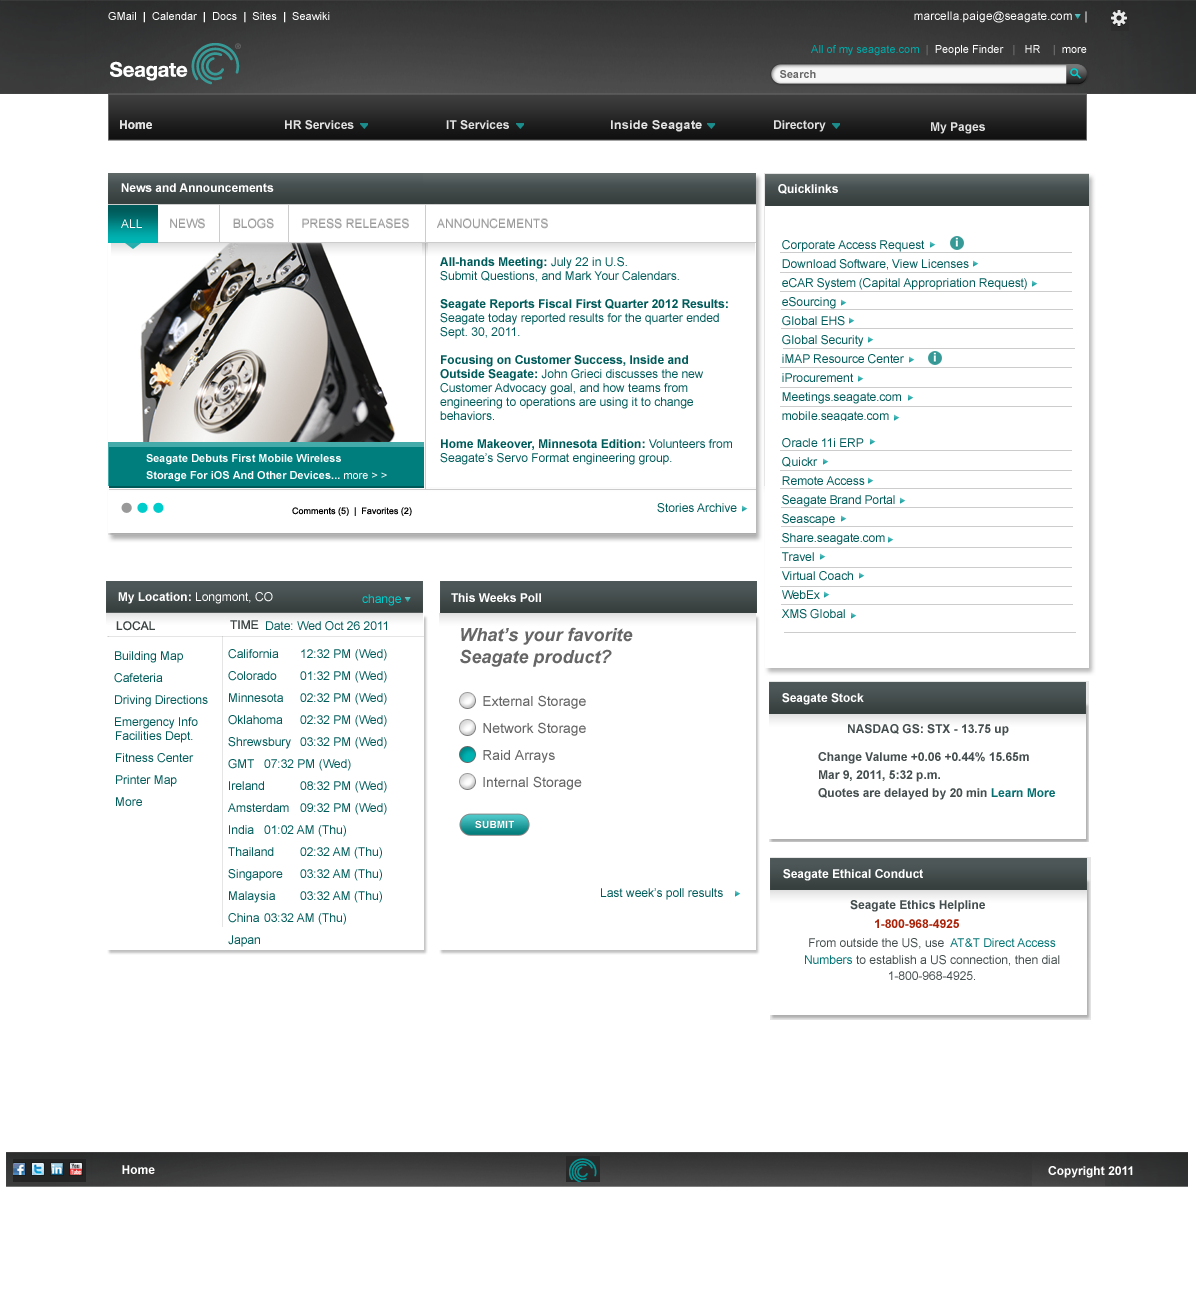 GMail | Calendar | Docs | Sites | Seawiki
marcella.paige@seagate.com |
Seagate
All of my seagate.com | People Finder | HR | more
Search
Home
HR Services
IT Services
Inside Seagate
Directory
My Pages
News and Announcements
ALL
NEWS
BLOGS
PRESS RELEASES
ANNOUNCEMENTS
All-hands Meeting: July 22 in U.S.
Submit Questions, and Mark Your Calendars.
Seagate Reports Fiscal First Quarter 2012 Results:
Seagate today reported results for the quarter ended
Sept. 30, 2011.
Focusing on Customer Success, Inside and
Outside Seagate: John Grieci discusses the new
Customer Advocacy goal, and how teams from
engineering to operations are using it to change
behaviors.
Home Makeover, Minnesota Edition: Volunteers from
Seagate's Servo Format engineering group.
Seagate Debuts First Mobile Wireless
Storage For iOS And Other Devices... more > >
Comments (5) | Favorites (2)
Stories Archive
Quicklinks
Corporate Access Request
Download Software, View Licenses
eCAR System (Capital Appropriation Request)
eSourcing
Global EHS
Global Security
iMAP Resource Center
iProcurement
Meetings.seagate.com
mobile.seagate.com
Oracle 11i ERP
Quickr
Remote Access
Seagate Brand Portal
Seascape
Share.seagate.com
Travel
Virtual Coach
WebEx
XMS Global
My Location: Longmont, CO
change
LOCAL
Building Map
Cafeteria
Driving Directions
Emergency Info
Facilities Dept.
Fitness Center
Printer Map
More
TIME Date: Wed Oct 26 2011
California 12:32 PM (Wed)
Colorado 01:32 PM (Wed)
Minnesota 02:32 PM (Wed)
Oklahoma 02:32 PM (Wed)
Shrewsbury 03:32 PM (Wed)
GMT 07:32 PM (Wed)
Ireland 08:32 PM (Wed)
Amsterdam 09:32 PM (Wed)
India 01:02 AM (Thu)
Thailand 02:32 AM (Thu)
Singapore 03:32 AM (Thu)
Malaysia 03:32 AM (Thu)
China 03:32 AM (Thu)
Japan
This Weeks Poll
What's your favorite
Seagate product?
External Storage
Network Storage
Raid Arrays
Internal Storage
SUBMIT
Last week's poll results
Seagate Stock
NASDAQ GS: STX - 13.75 up
Change Valume +0.06 +0.44% 15.65m
Mar 9, 2011, 5:32 p.m.
Quotes are delayed by 20 min Learn More
Seagate Ethical Conduct
Seagate Ethics Helpline
1-800-968-4925
From outside the US, use AT&T Direct Access
Numbers to establish a US connection, then dial
1-800-968-4925.
Home
Copyright 2011